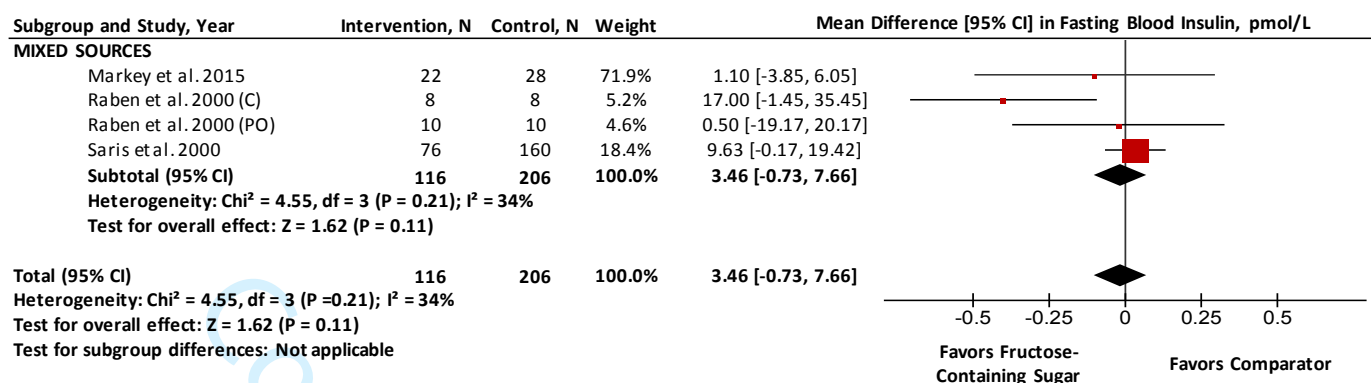 Subgroup and Study, Year Intervention, N Control, N Weight Mean Difference [95% CI] in Fasting Blood Insulin, pmol/L
MIXED SOURCES
Markey et al. 2015 22 28 71.9% 1.10 [-3.85, 6.05]
Raben et al. 2000 (C) 8 8 5.2% 17.00 [-1.45, 35.45]
Raben et al. 2000 (PO) 10 10 4.6% 0.50 [-19.17, 20.17]
Saris et al. 2000 76 160 18.4% 9.63 [-0.17, 19.42]
Subtotal (95% CI) 116 206 100.0% 3.46 [-0.73, 7.66]
Heterogeneity: Chi² = 4.55, df = 3 (P = 0.21); I² = 34%
Test for overall effect: Z = 1.62 (P = 0.11)
Total (95% CI) 116 206 100.0% 3.46 [-0.73, 7.66]
Heterogeneity: Chi² = 4.55, df = 3 (P =0.21); I² = 34%
Test for overall effect: Z = 1.62 (P = 0.11)
Test for subgroup differences: Not applicable
-0.5 -0.25 0 0.25 0.5
Favors Fructose-
Containing Sugar
Favors Comparator